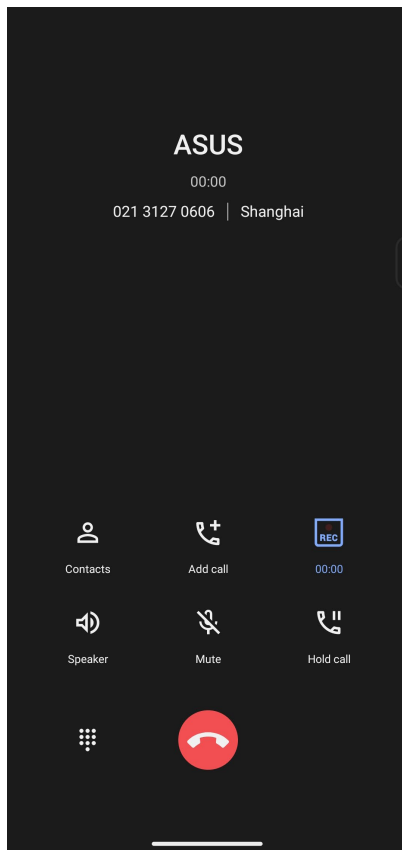 ASUS
00:00
021 3127 0606 | Shanghai
REC
Contacts Add call 00:00
Speaker Mute Hold call